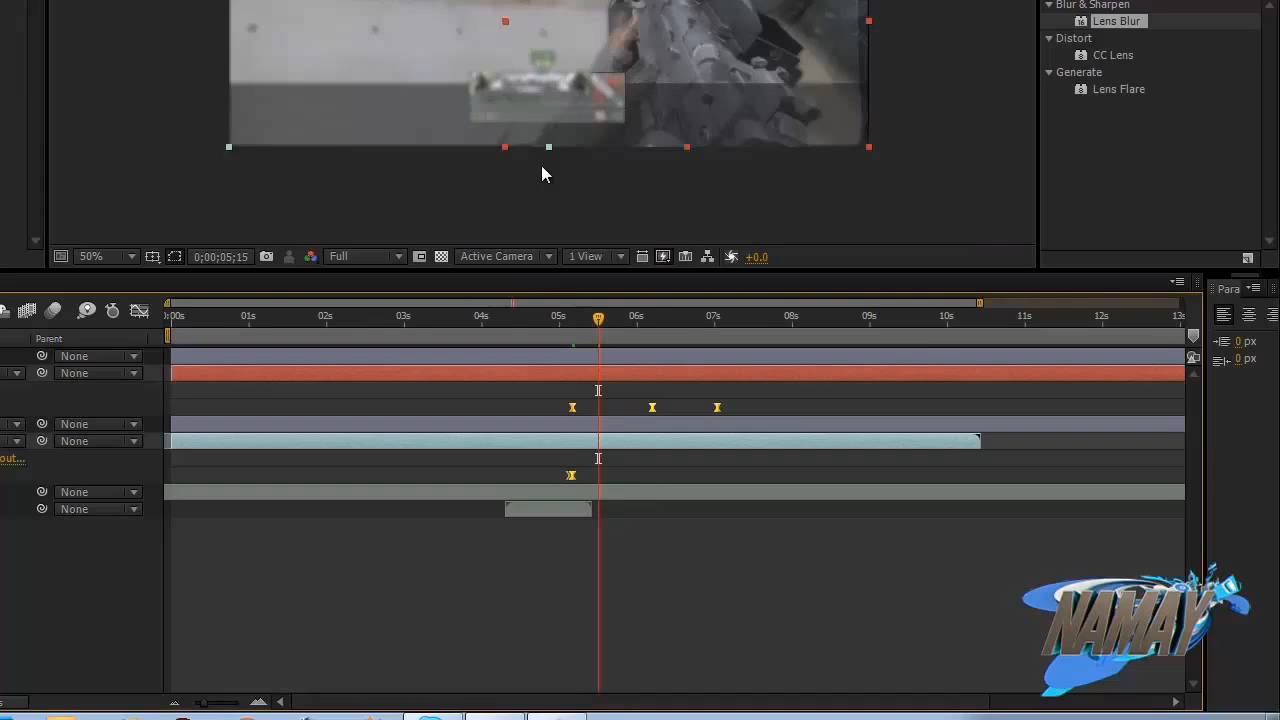 Blur & Sharpen
Lens Blur
Distort
CC Lens
Generate
Lens Flare
50%
0;00;05;15
Full
Active Camera
1 View
+0.0
Para
0:00s 01s 02s 03s 04s 05s 06s 07s 08s 09s 10s 11s 12s 13s
Parent
0 px
0 px
None
None
None
None
out...
None
None
NAMAY